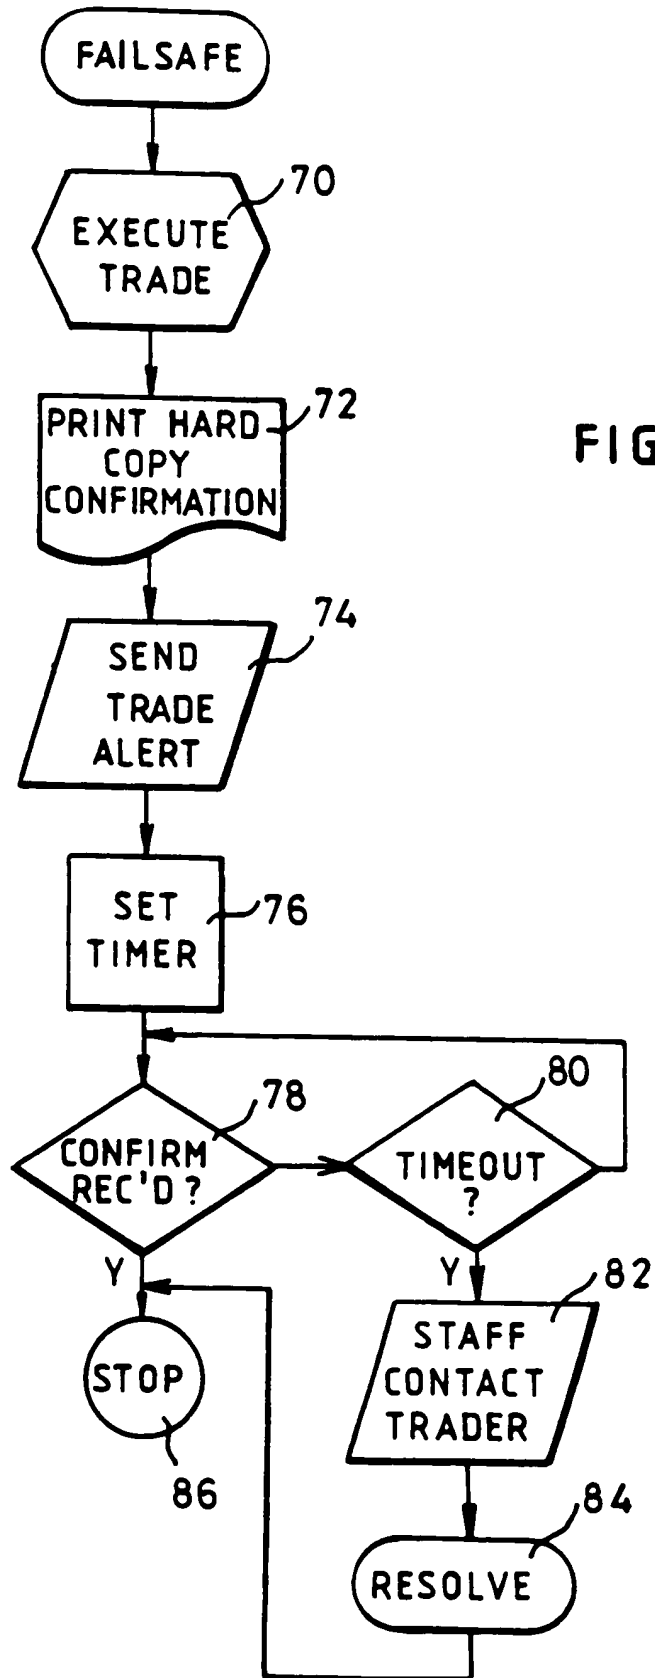 FAILSAFE
70
EXECUTE
TRADE
72
PRINT HARD
COPY
CONFIRMATION
FIG
74
SEND
TRADE
ALERT
SET
TIMER
76
78
80
CONFIRM
REC'D ?
TIMEOUT
?
Y
Y
82
STOP
STAFF
CONTACT
TRADER
86
84
RESOLVE